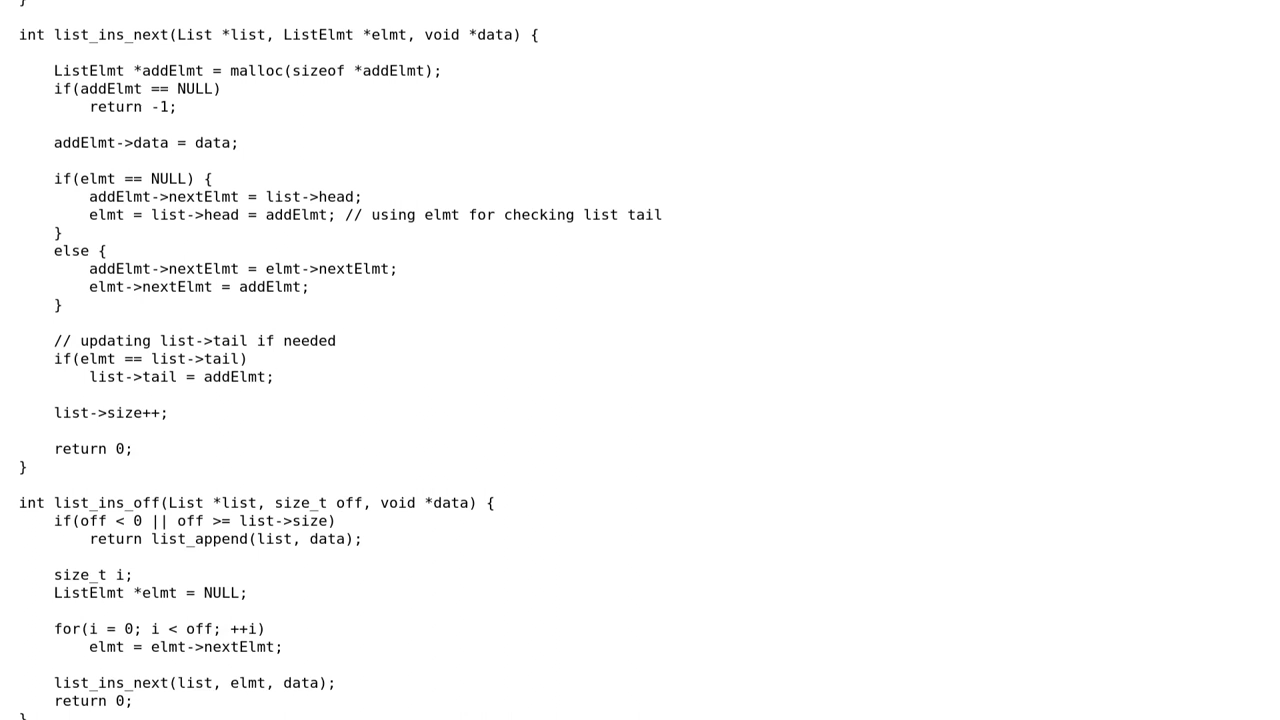 }
int list_ins_next(List *list, ListElmt *elmt, void *data) {
    ListElmt *addElmt = malloc(sizeof *addElmt);
    if(addElmt == NULL)
        return -1;
    addElmt->data = data;
    if(elmt == NULL) {
        addElmt->nextElmt = list->head;
        elmt = list->head = addElmt; // using elmt for checking list tail
    }
    else {
        addElmt->nextElmt = elmt->nextElmt;
        elmt->nextElmt = addElmt;
    }
    // updating list->tail if needed
    if(elmt == list->tail)
        list->tail = addElmt;
    list->size++;
    return 0;
}
int list_ins_off(List *list, size_t off, void *data) {
    if(off < 0 || off >= list->size)
        return list_append(list, data);
    size_t i;
    ListElmt *elmt = NULL;
    for(i = 0; i < off; ++i)
        elmt = elmt->nextElmt;
    list_ins_next(list, elmt, data);
    return 0;
}